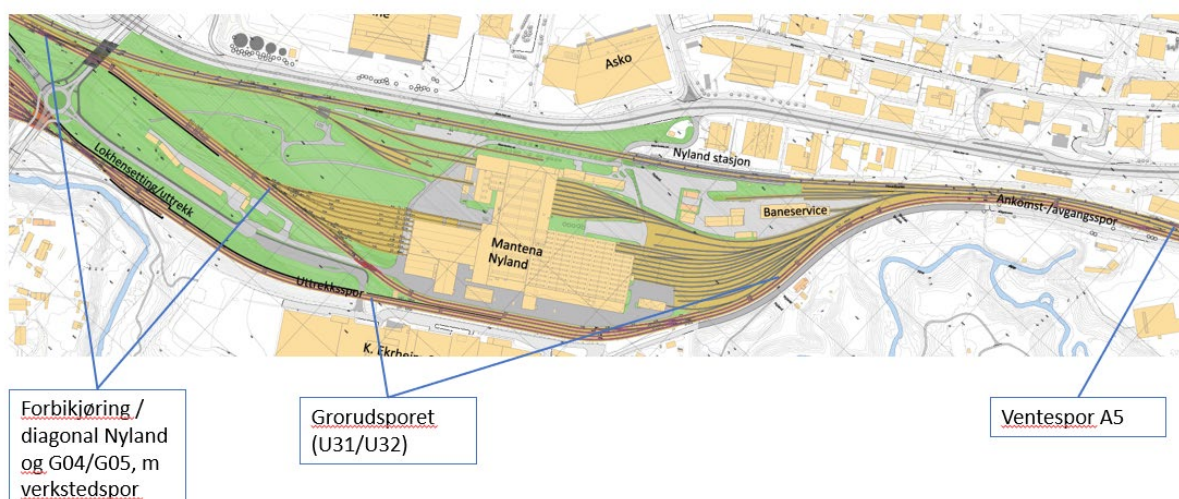 Asko
Nyland stasjon
Lokhensetting/uttrekk
Baneservice
Ankomst-/avgangsspor
Mantena
Nyland
Uttrekksspor
K. Ekrheim
Forbikjøring /
diagonal Nyland
og G04/G05, m
verkstedspor
Grorudsporet
(U31/U32)
Ventespor A5